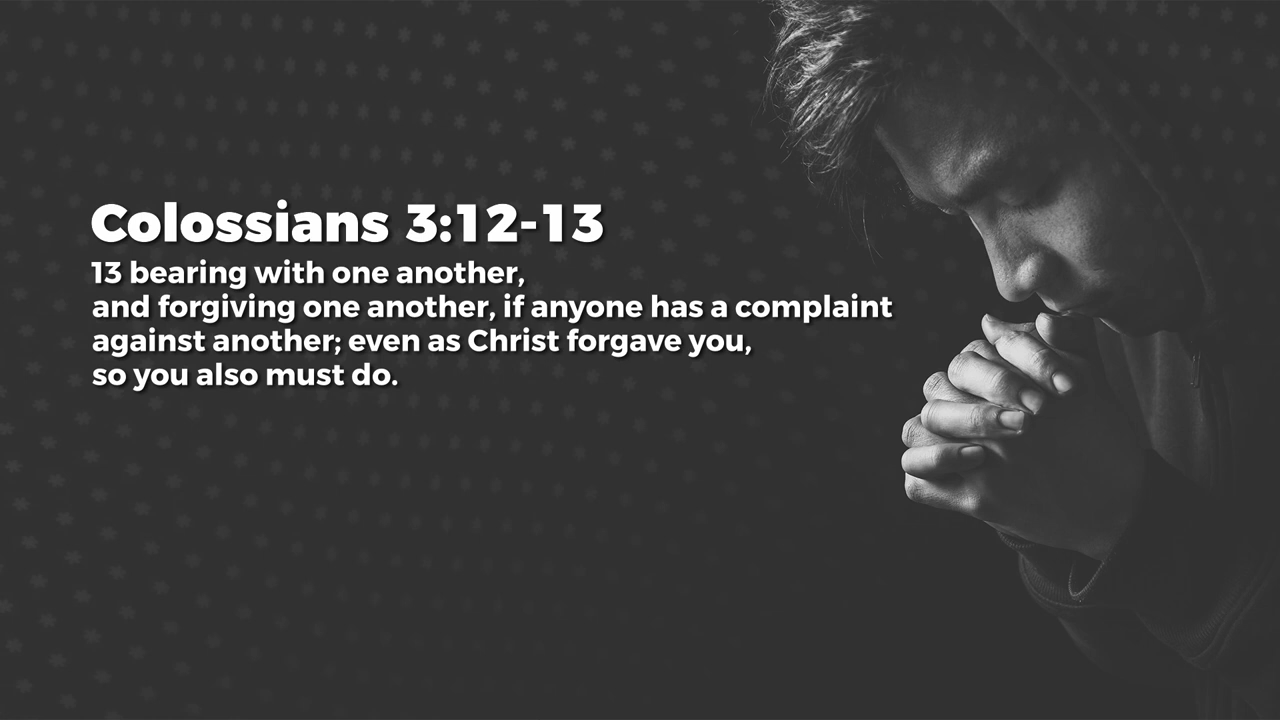 Colossians 3:12-13
13 bearing with one another,
and forgiving one another, if anyone has a complaint
against another; even as Christ forgave you,
so you also must do.